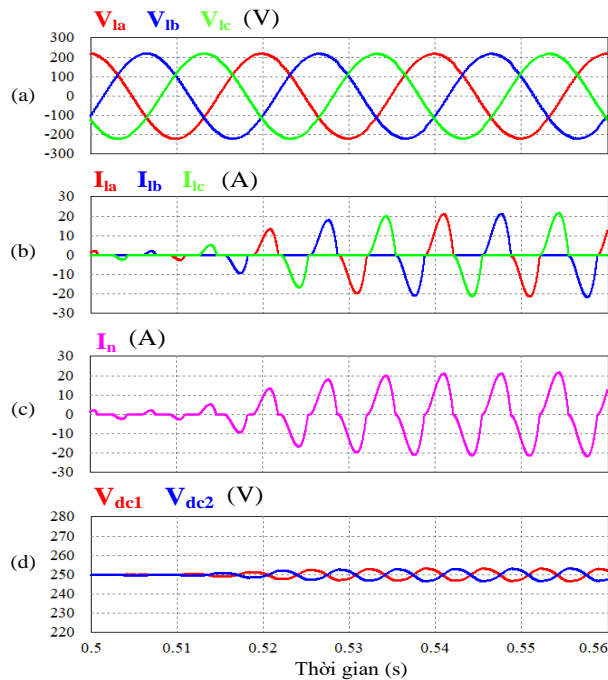 V_la V_lb V_lc (V)
300
200
100
(a)
0
-100
-200
-300
I_la I_lb I_lc (A)
30
20
10
(b)
0
-10
-20
-30
I_n (A)
30
20
10
(c)
0
-10
-20
-30
V_dc1 V_dc2 (V)
280
270
260
(d)
250
240
230
220
0.5 0.51 0.52 0.53 0.54 0.55 0.56
Thời gian (s)